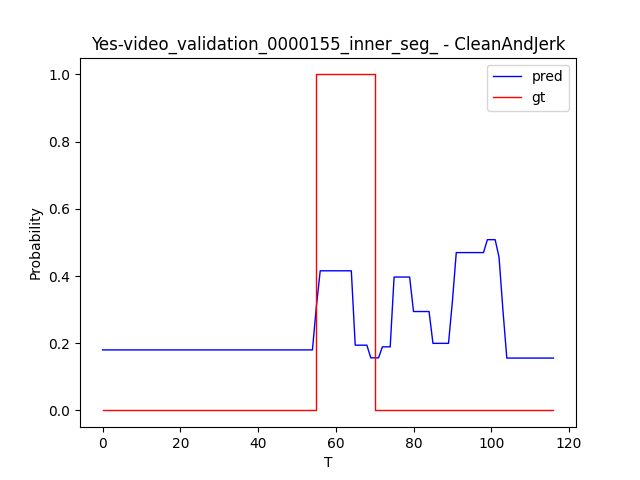 Yes-video_validation_0000155_inner_seg_ - CleanAndJerk
pred
gt
1.0
0.8
0.6
0.4
0.2
0.0
Probability
0 20 40 60 80 100 120
T